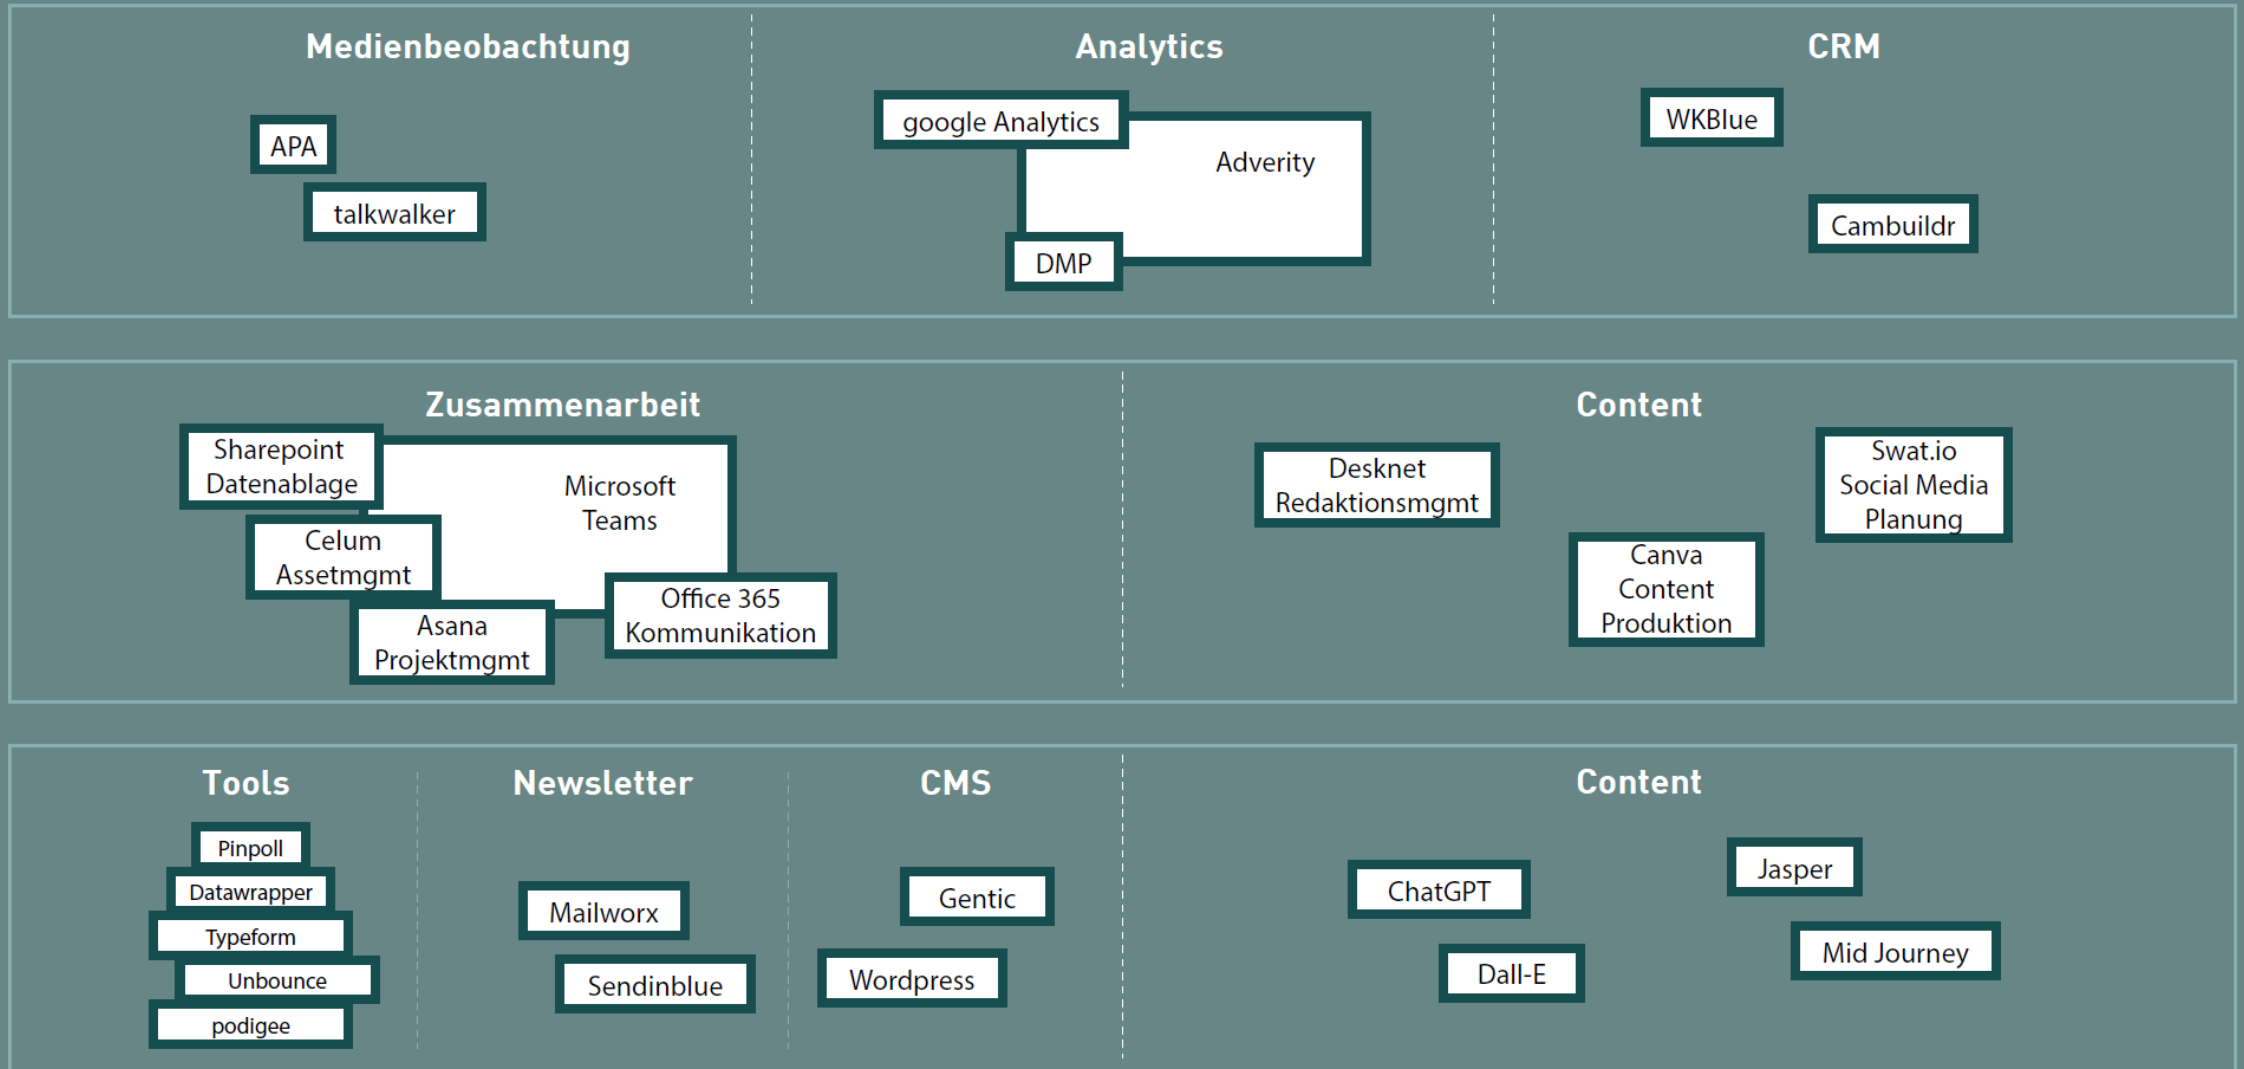 Medienbeobachtung
APA
talkwalker
Analytics
google Analytics
Adverity
DMP
CRM
WKBlue
Cambuildr
Zusammenarbeit
Sharepoint
Datenablage
Microsoft
Teams
Celum
Assetmgmt
Asana
Projektmgmt
Office 365
Kommunikation
Content
Desknet
Redaktionsmgmt
Swat.io
Social Media
Planung
Canva
Content
Produktion
Tools
Pinpoll
Datawrapper
Typeform
Unbounce
podigee
Newsletter
Mailworx
Sendinblue
CMS
Gentic
Wordpress
Content
ChatGPT
Jasper
Dall-E
Mid Journey